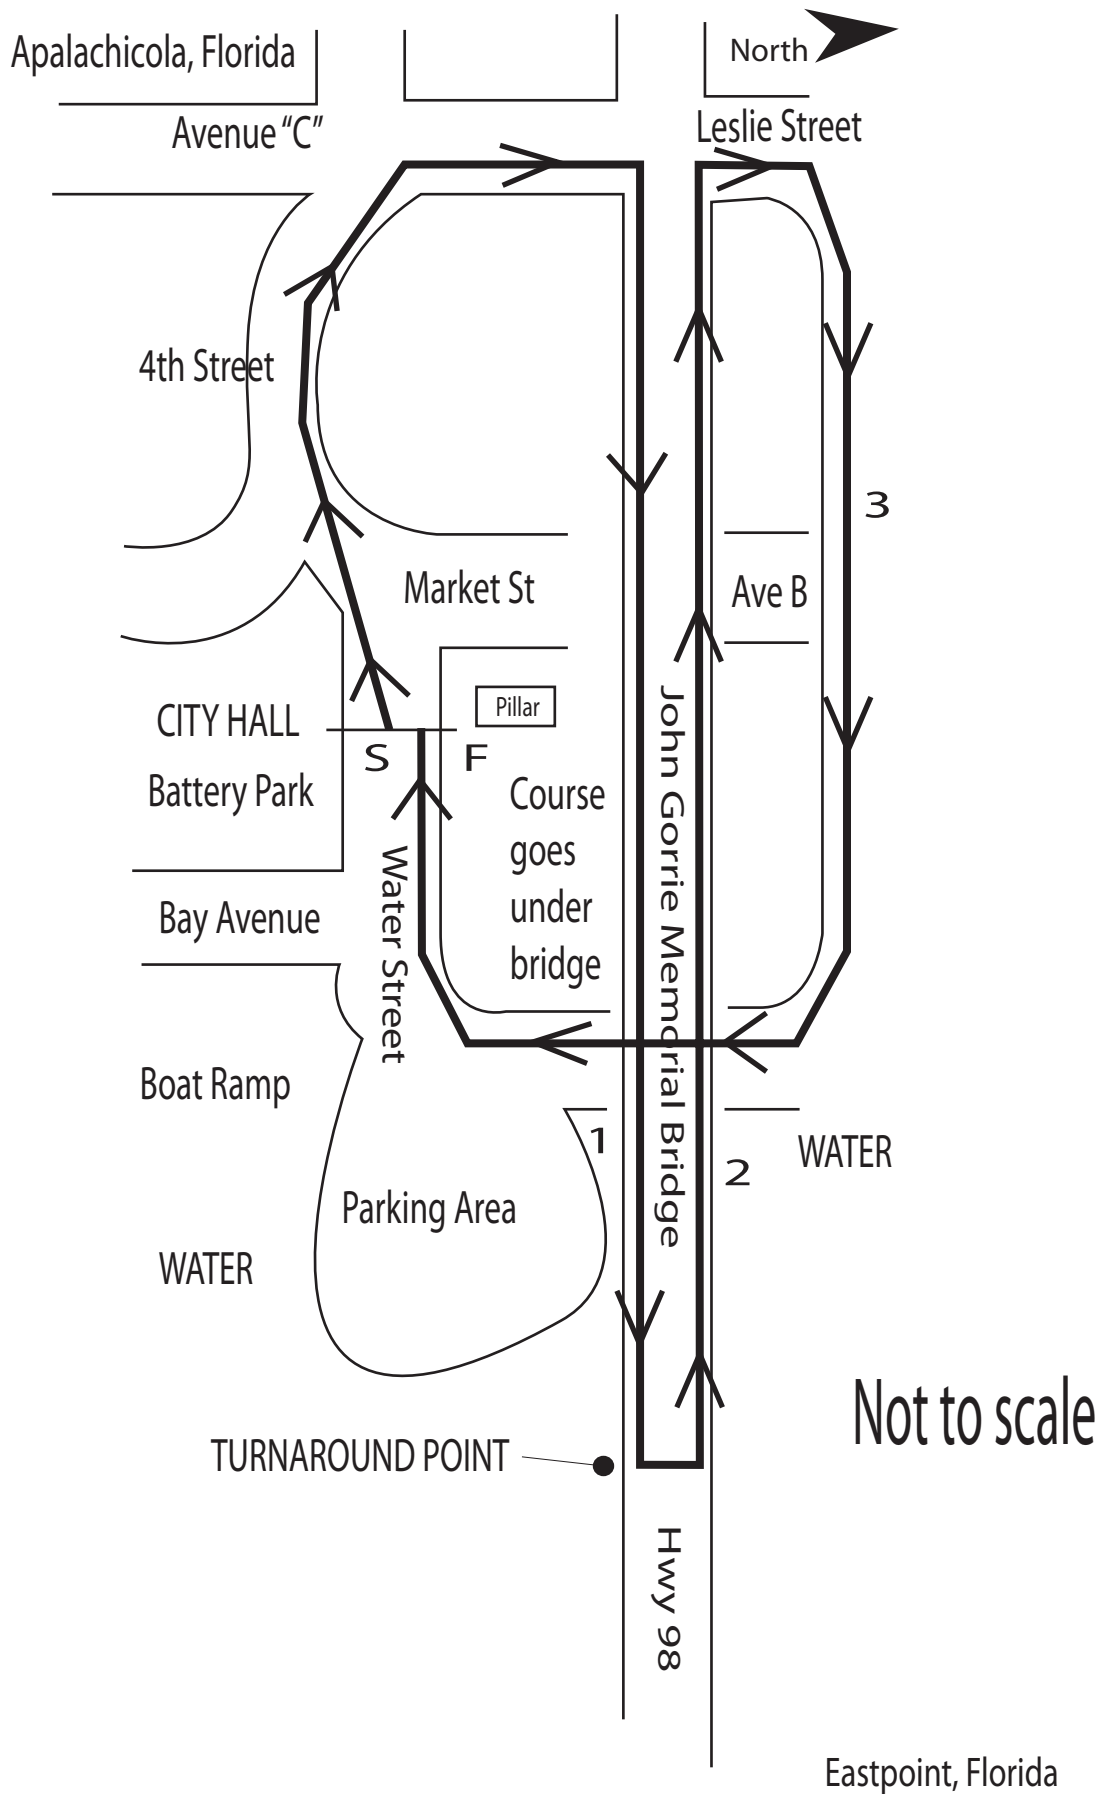 Apalachicola, Florida
North
Avenue “C”
Leslie Street
4th Street
3
Market St
Ave B
CITY HALL
Pillar
S
F
Battery Park
Course
goes
under
bridge
John Gorrie Memorial Bridge
Bay Avenue
Water Street
Boat Ramp
1
2
WATER
Parking Area
WATER
Not to scale
TURNAROUND POINT
Hwy 98
Eastpoint, Florida